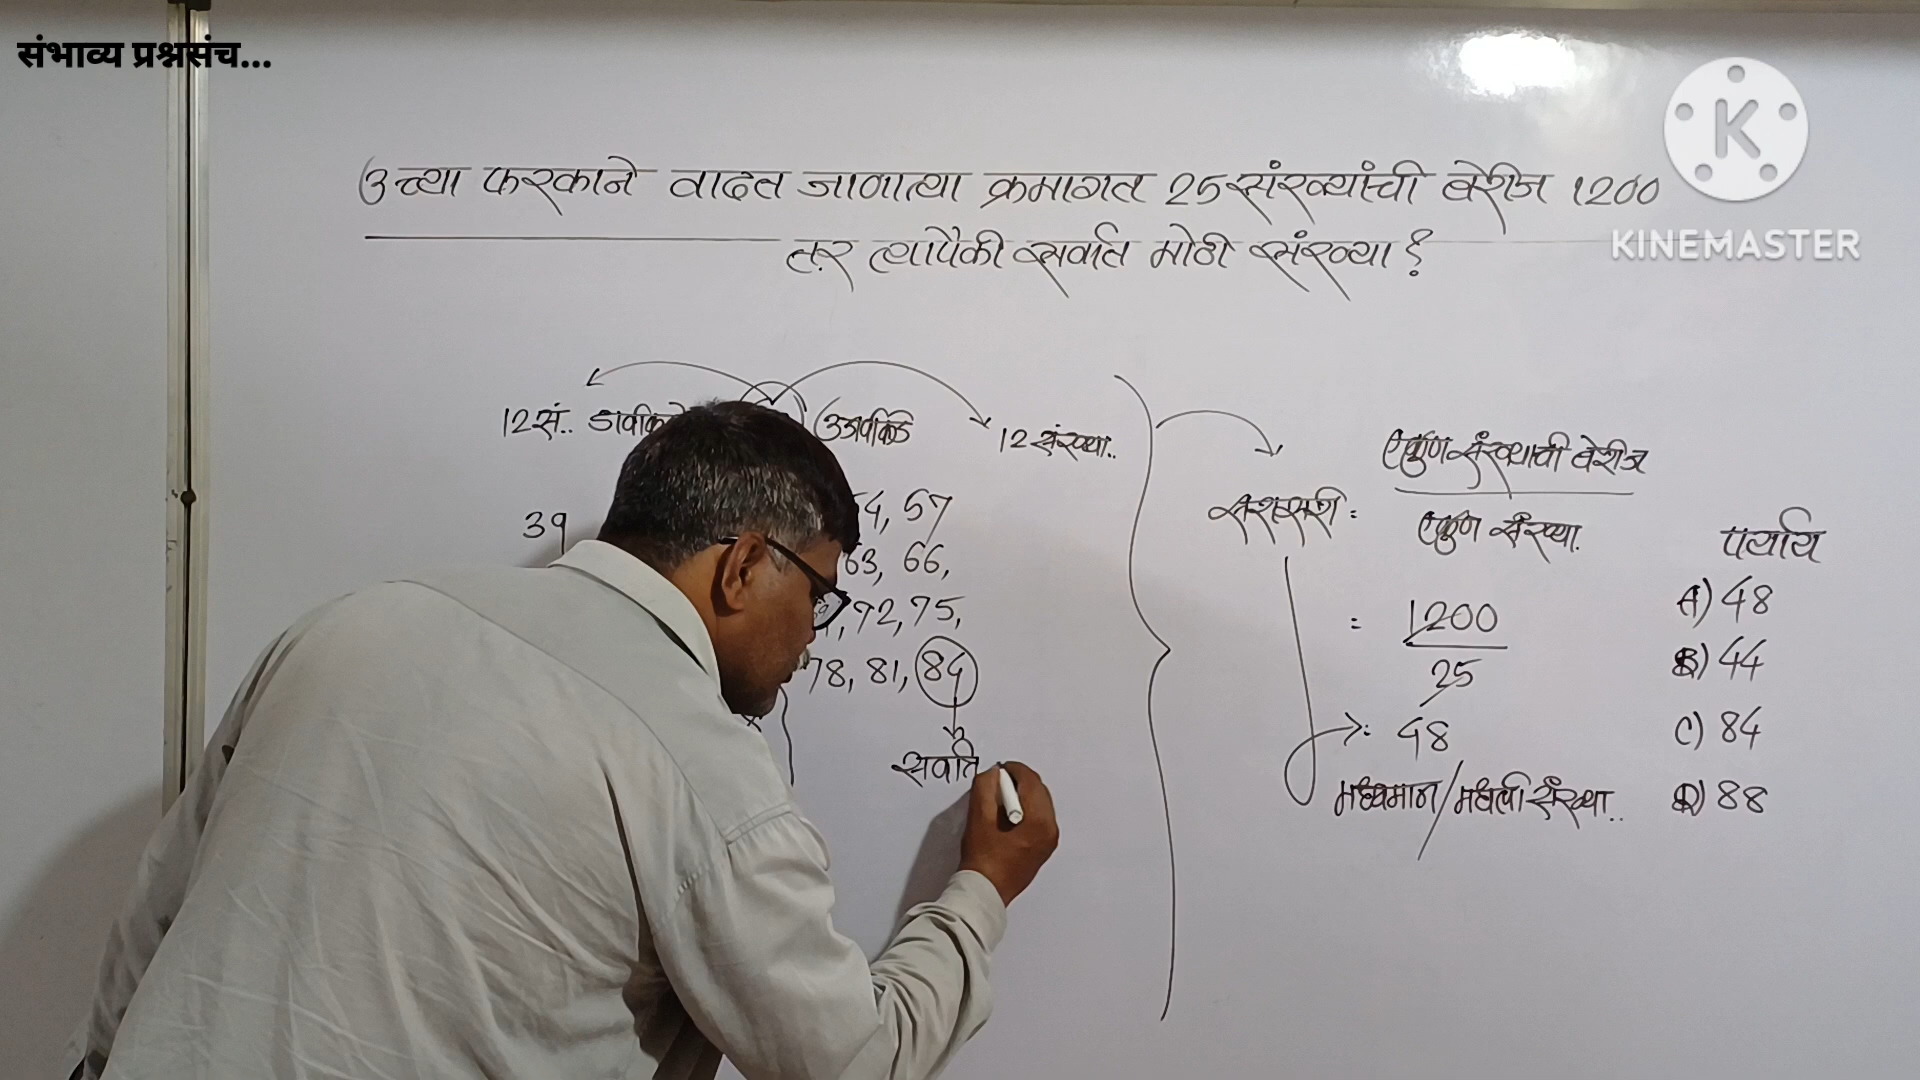 संभाव्य प्रश्नसंच...
KINEMASTER
3 च्या फरकाने वाढत जाणात्या क्रमागत 25 संख्यांची बेरीज 1200
तर त्यापैकी सर्वात मोठी संख्या ?
12 सं.. डावीकडे
उजवीकडे
12 संख्या..
39
54, 57
63, 66,
72, 75,
78, 81, 84
सर्वात
एकुण संख्याची बेरीज
सरासरी =
एकुण संख्या.
= 1200
25
= 48
मध्यमान/मधली संख्या..
पर्याय
A) 48
B) 44
C) 84
D) 88